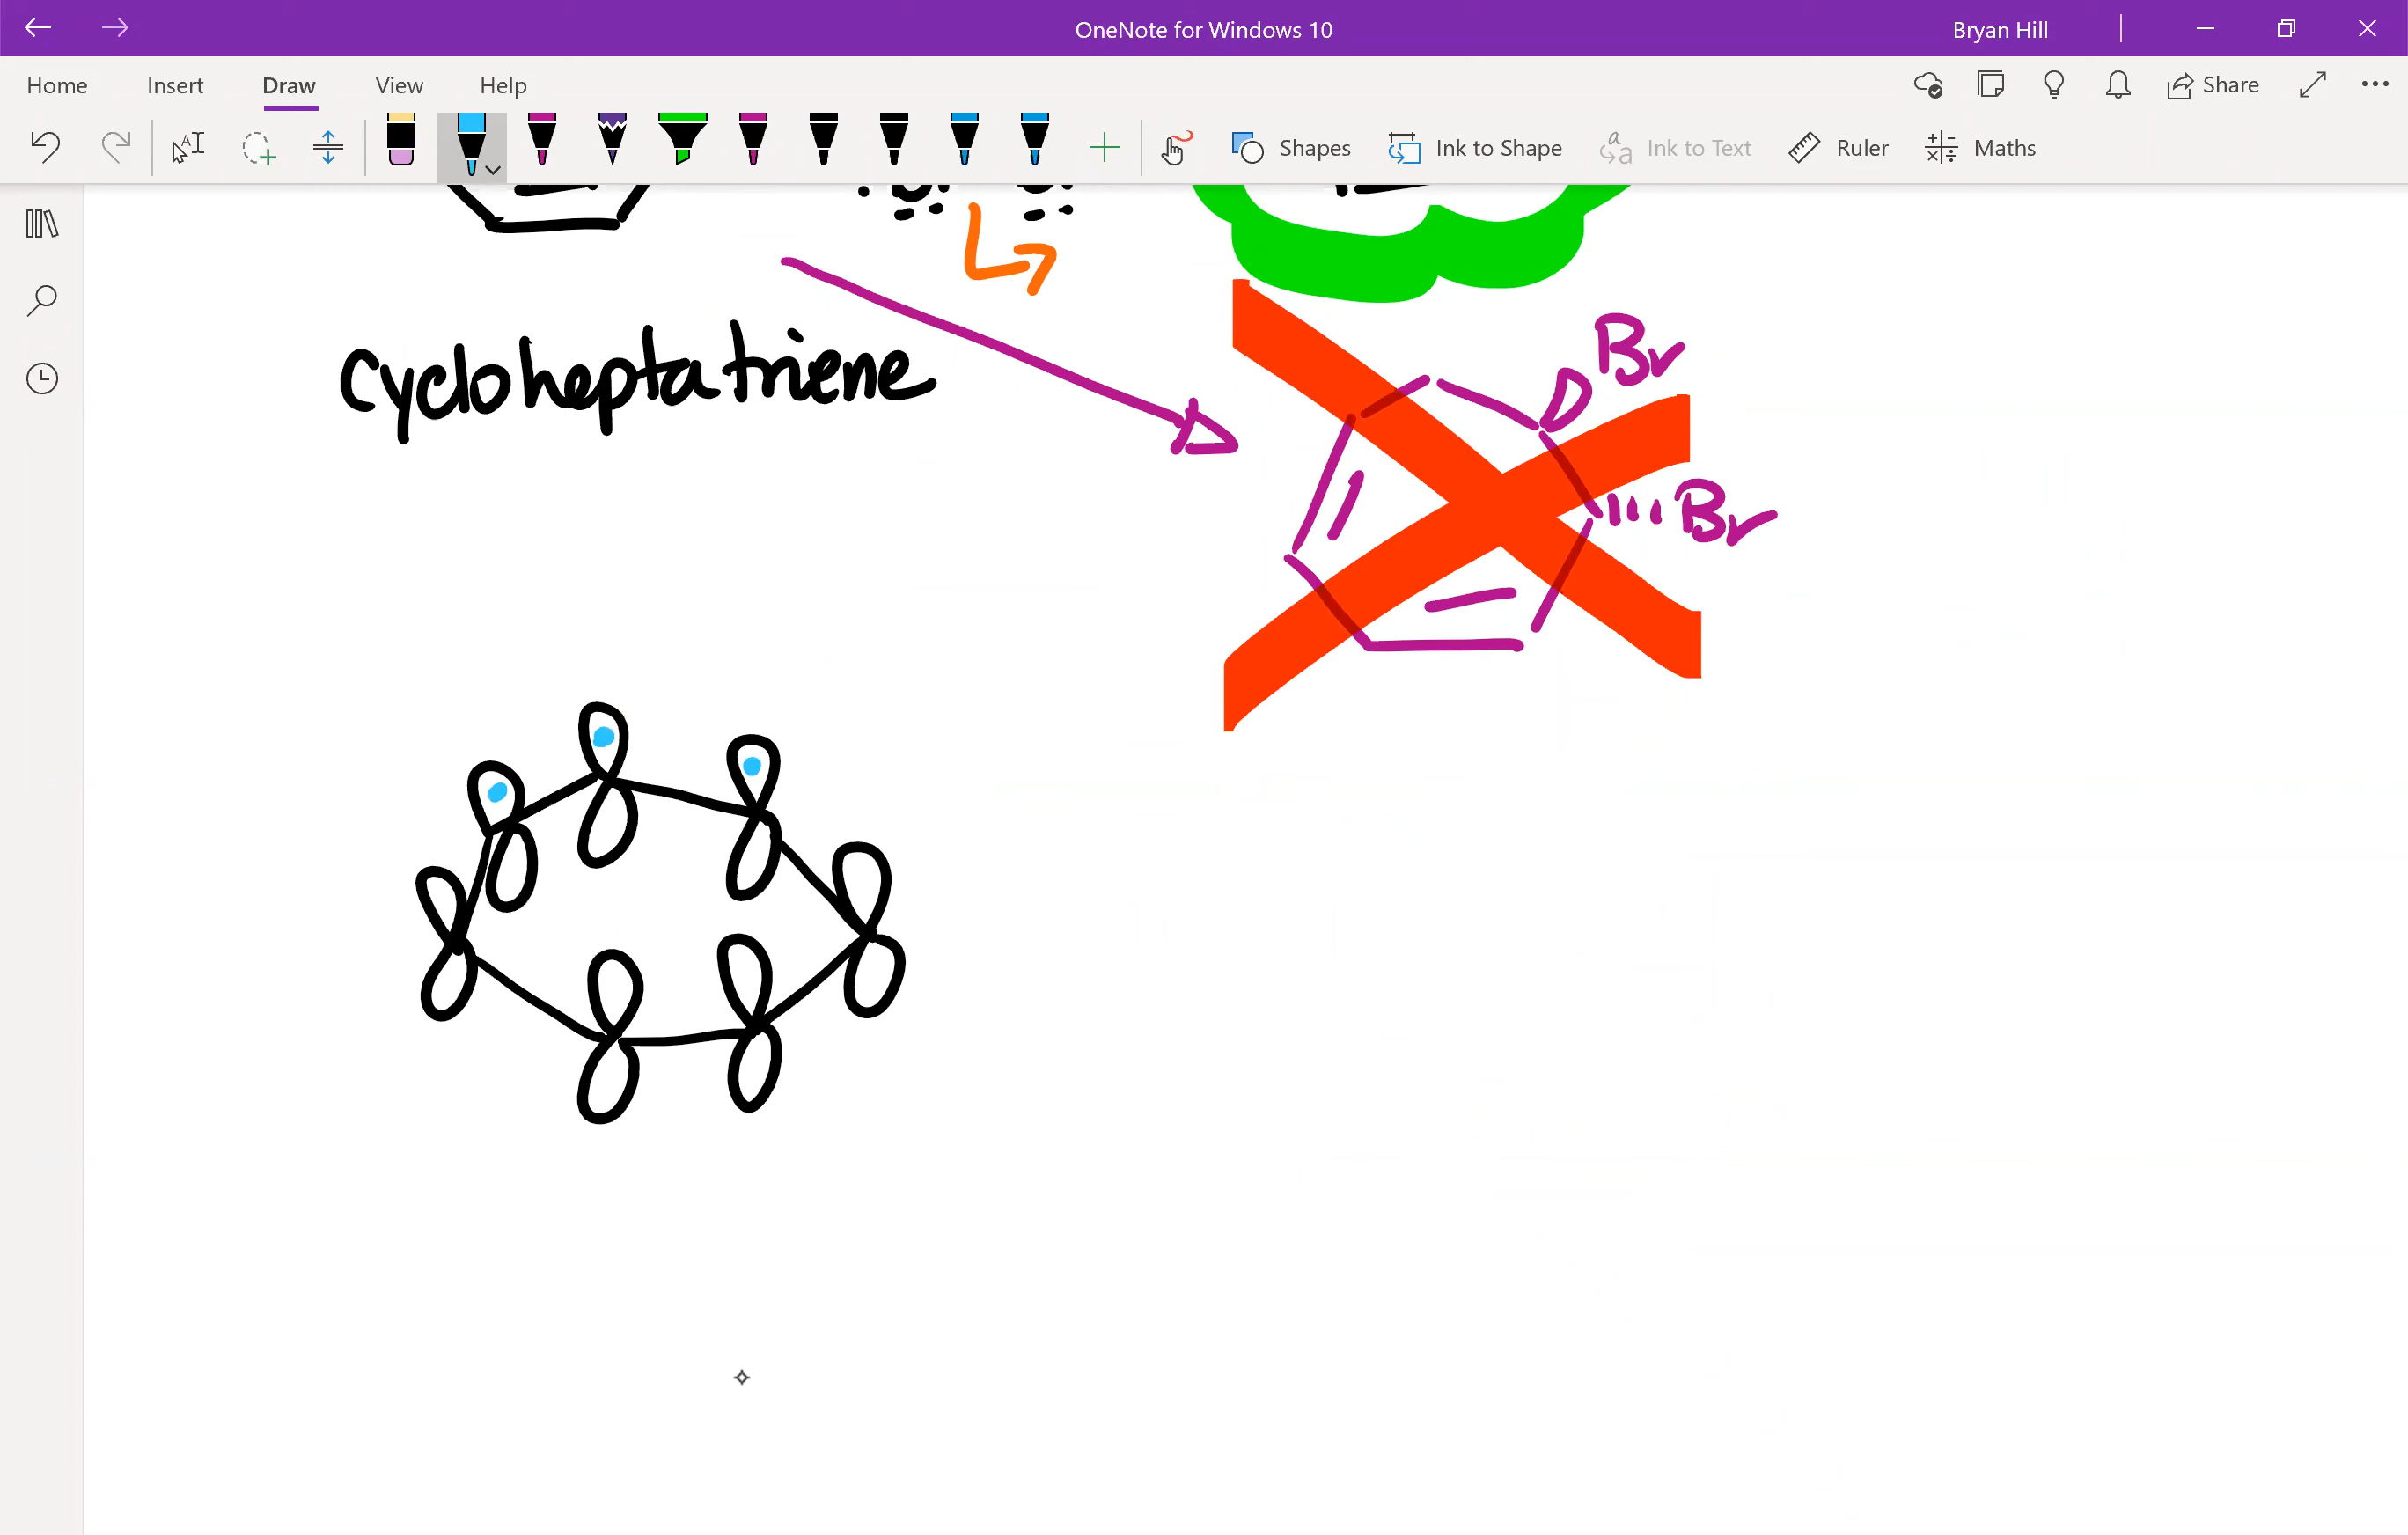 OneNote for Windows 10
Bryan Hill
Home Insert Draw View Help
Share
Shapes Ink to Shape Ink to Text Ruler Maths
cycloheptatriene
Br
Br